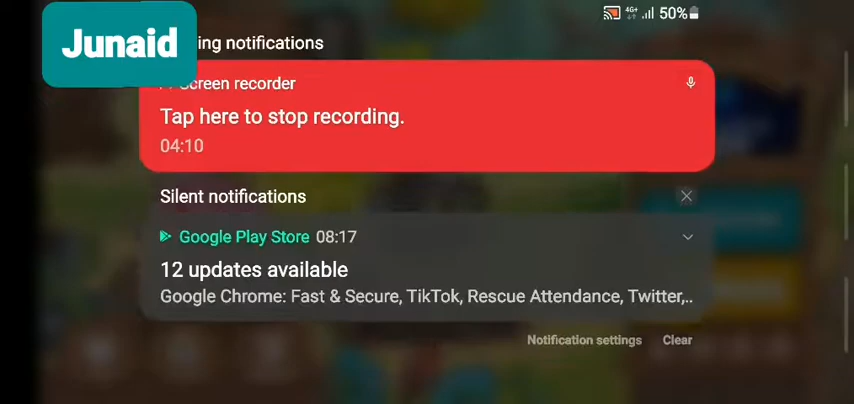 4G+ 50%
Junaid
ing notifications
Screen recorder
Tap here to stop recording.
04:10
Silent notifications
Google Play Store 08:17
12 updates available
Google Chrome: Fast & Secure, TikTok, Rescue Attendance, Twitter,..
Notification settings Clear